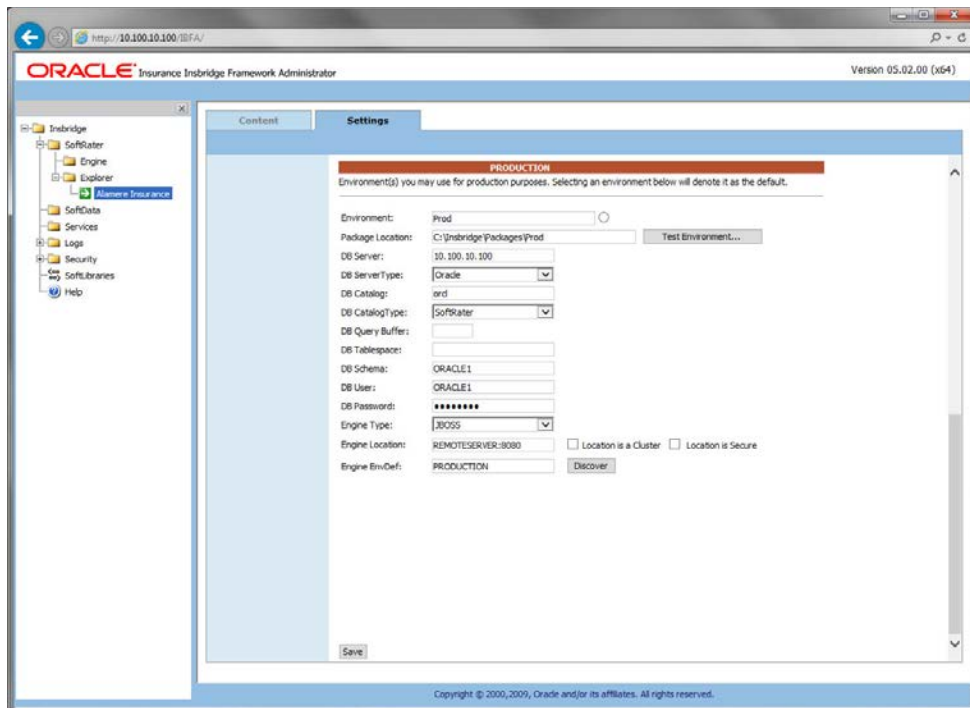 http://10.100.10.100/IBFA/
ORACLE® Insurance Insbridge Framework Administrator
Version 05.02.00 (x64)
Insbridge
SoftRater
Engine
Explorer
Alamere Insurance
SoftData
Services
Logs
Security
SoftLibraries
Help
Content
Settings
PRODUCTION
Environment(s) you may use for production purposes. Selecting an environment below will denote it as the default.
Environment: Prod
Package Location: C:\Insbridge\Packages\Prod Test Environment...
DB Server: 10.100.10.100
DB ServerType: Oracle
DB Catalog: ord
DB CatalogType: SoftRater
DB Query Buffer:
DB Tablespace:
DB Schema: ORACLE1
DB User: ORACLE1
DB Password: ●●●●●●●●
Engine Type: JBOSS
Engine Location: REMOTESERVER:8080 Location is a Cluster Location is Secure
Engine EnvDef: PRODUCTION Discover
Save
Copyright © 2000,2009, Oracle and/or its affiliates. All rights reserved.